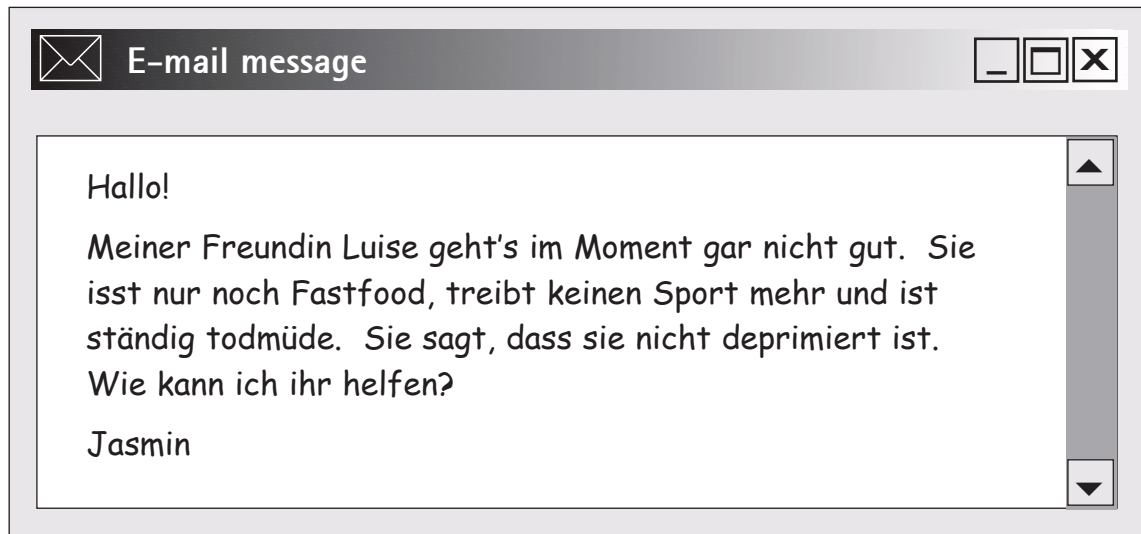 E-mail message
Hallo!
Meiner Freundin Luise geht's im Moment gar nicht gut. Sie
isst nur noch Fastfood, treibt keinen Sport mehr und ist
ständig todmüde. Sie sagt, dass sie nicht deprimiert ist.
Wie kann ich ihr helfen?
Jasmin